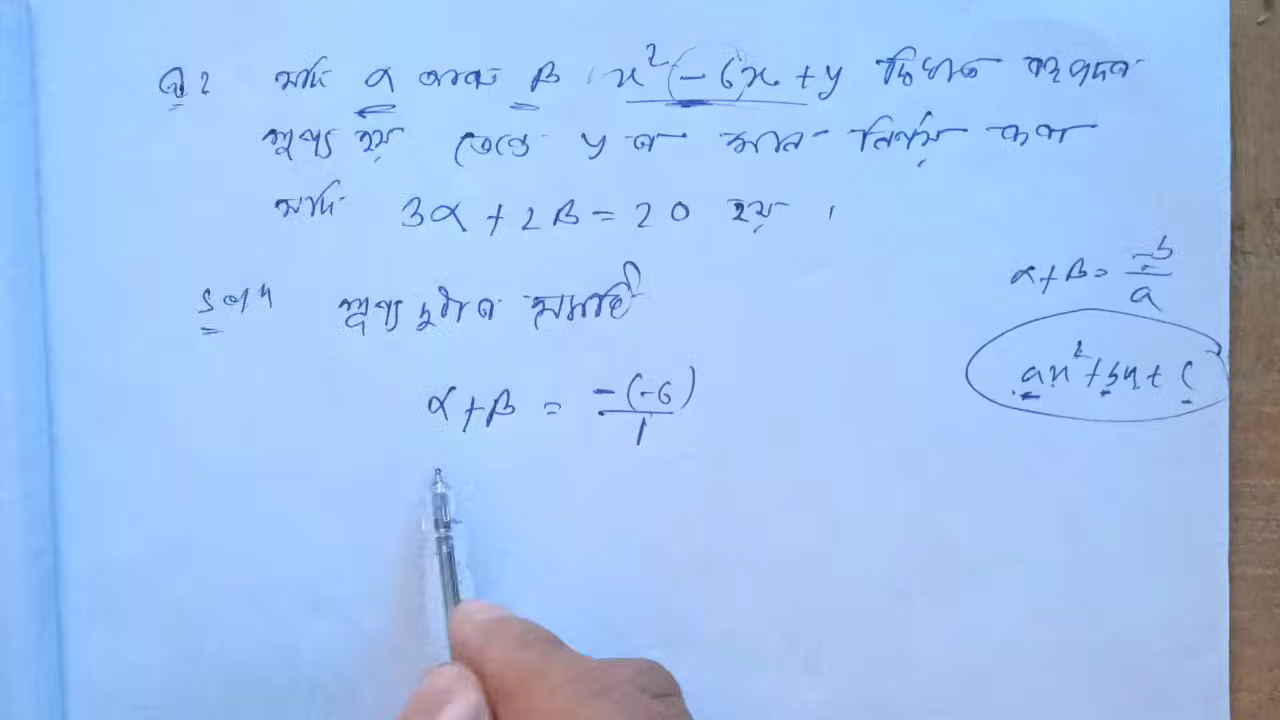 Q 2 যদি α আৰু β x² - 6x + y দ্বিঘাত বহুপদৰ
শূন্য হয় তেন্তে y ৰ মান নিৰ্ণয় কৰা
যদি 3α + 2β = 20 হয় ।
শূন্য দুটাৰ সমষ্টি
α + β = -(-6)/1
α + β = -b/a
ax² + bx + c